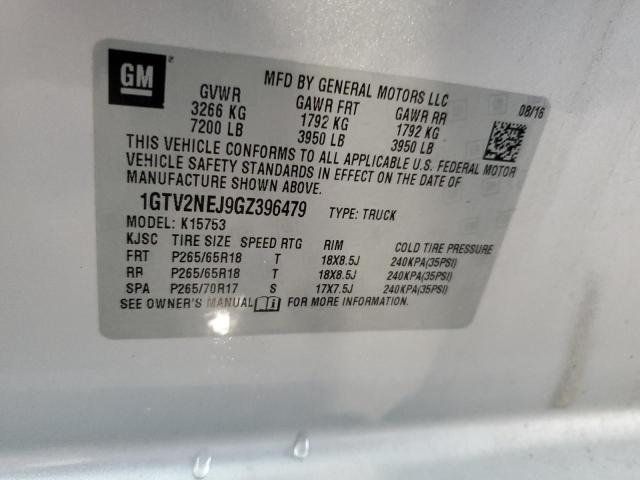 GM
MFD BY GENERAL MOTORS LLC
08/16
GVWR GAWR FRT GAWR RR
3266 KG 1792 KG 1792 KG
7200 LB 3950 LB 3950 LB
THIS VEHICLE CONFORMS TO ALL APPLICABLE U.S. FEDERAL MOTOR
VEHICLE SAFETY STANDARDS IN EFFECT ON THE DATE OF
MANUFACTURE SHOWN ABOVE.
1GTV2NEJ9GZ396479 TYPE: TRUCK
MODEL: K15753
KJSC TIRE SIZE SPEED RTG RIM COLD TIRE PRESSURE
FRT P265/65R18 T 18X8.5J 240KPA(35PSI)
RR P265/65R18 T 18X8.5J 240KPA(35PSI)
SPA P265/70R17 S 17X7.5J 240KPA(35PSI)
SEE OWNER'S MANUAL FOR MORE INFORMATION.